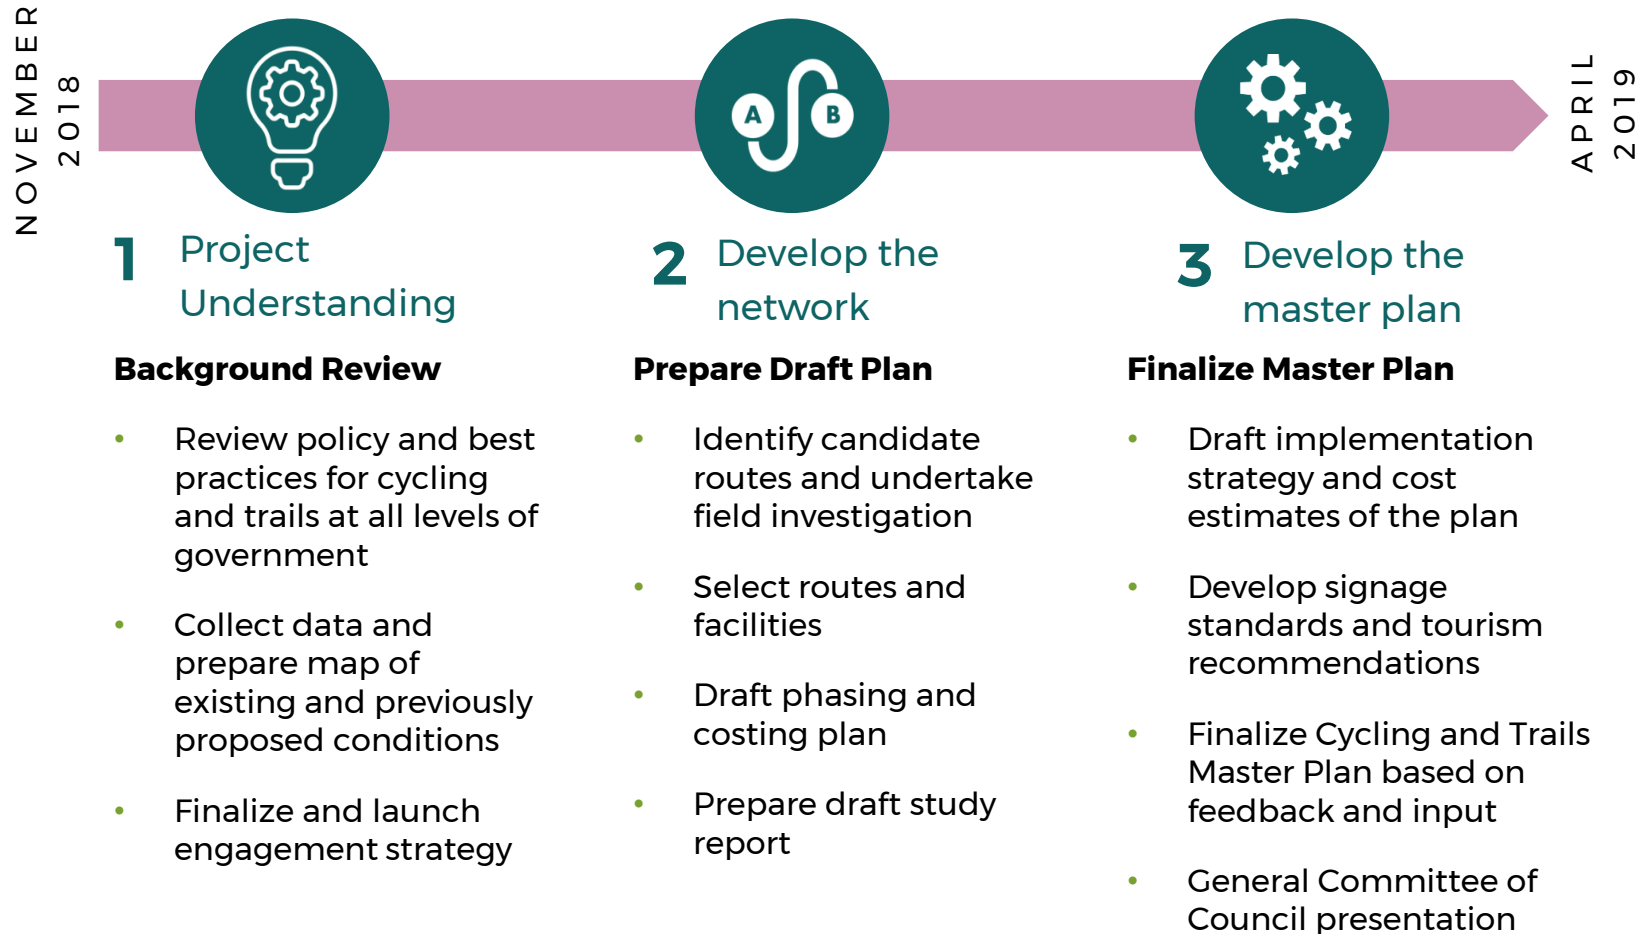 NOVEMBER
2018
A
B
APRIL
2019
1
Project
Understanding
Background Review
• Review policy and best
practices for cycling
and trails at all levels of
government
• Collect data and
prepare map of
existing and previously
proposed conditions
• Finalize and launch
engagement strategy
2
Develop the
network
Prepare Draft Plan
• Identify candidate
routes and undertake
field investigation
• Select routes and
facilities
• Draft phasing and
costing plan
• Prepare draft study
report
3
Develop the
master plan
Finalize Master Plan
• Draft implementation
strategy and cost
estimates of the plan
• Develop signage
standards and tourism
recommendations
• Finalize Cycling and Trails
Master Plan based on
feedback and input
• General Committee of
Council presentation